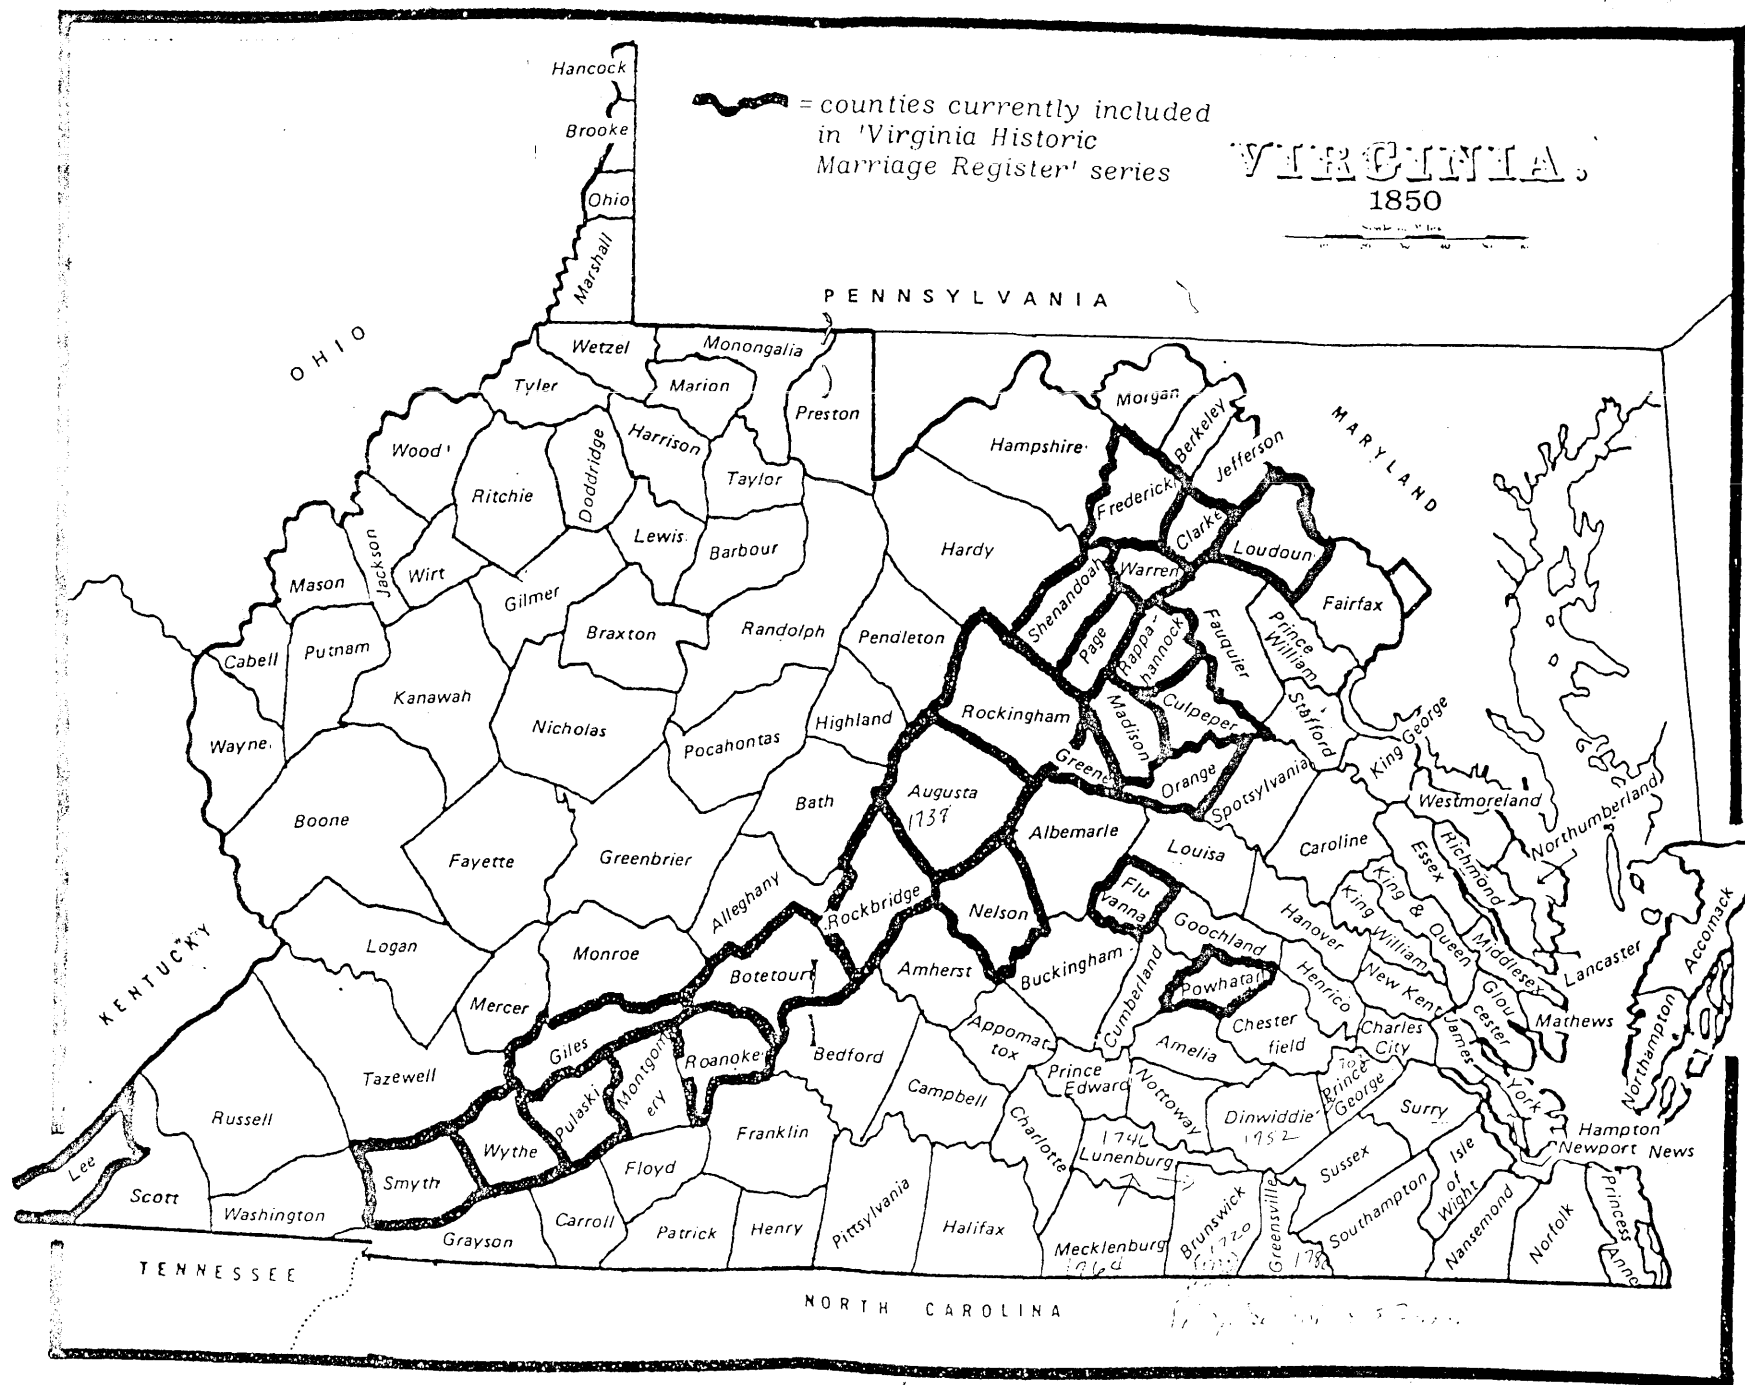 Hancock
Brooke
Ohio
Marshall
= counties currently included
in 'Virginia Historic
Marriage Register' series
VIRGINIA.
1850
PENNSYLVANIA
OHIO
MARYLAND
KENTUCKY
TENNESSEE
NORTH CAROLINA
Wetzel
Monongalia
Tyler
Marion
Preston
Wood
Ritchie
Doddridge
Harrison
Taylor
Hampshire
Morgan
Berkeley
Jefferson
Frederick
Clarke
Loudoun
Mason
Jackson
Wirt
Gilmer
Lewis
Barbour
Hardy
Shenandoah
Warren
Fairfax
Cabell
Putnam
Braxton
Randolph
Pendleton
Page
Rappa-
hannock
Fauquier
Prince
William
Kanawah
Nicholas
Pocahontas
Highland
Rockingham
Madison
Culpeper
Stafford
King George
Wayne
Boone
Fayette
Greenbrier
Bath
Augusta
1738
Greene
Orange
Spotsylvania
Westmoreland
Northumberland
Albemarle
Louisa
Caroline
Essex
Richmond
Alleghany
Rockbridge
Nelson
Flu
vanna
Goochland
Hanover
King
William
King &
Queen
Middlesex
Lancaster
Accomack
Logan
Monroe
Mercer
Botetourt
Amherst
Buckingham
Cumberland
Powhatan
Henrico
New Kent
Glou
cester
Mathews
Northampton
Tazewell
Giles
Pulaski
Montgom
ery
Roanoke
Bedford
Appomat-
tox
Amelia
Chester
field
Charles
City
James
York
Russell
Wythe
Smyth
Floyd
Franklin
Campbell
Prince
Edward
Charlotte
Nottoway
Dinwiddie
1752
Prince
George
Surry
Hampton
Newport News
Lee
Scott
Washington
Grayson
Carroll
Patrick
Henry
Pittsylvania
Halifax
1746
Lunenburg
Mecklenburg
1764
Brunswick
1720
Greensville
Sussex
Southampton
Isle
of
Wight
Nansemond
Norfolk
Princess
Anne